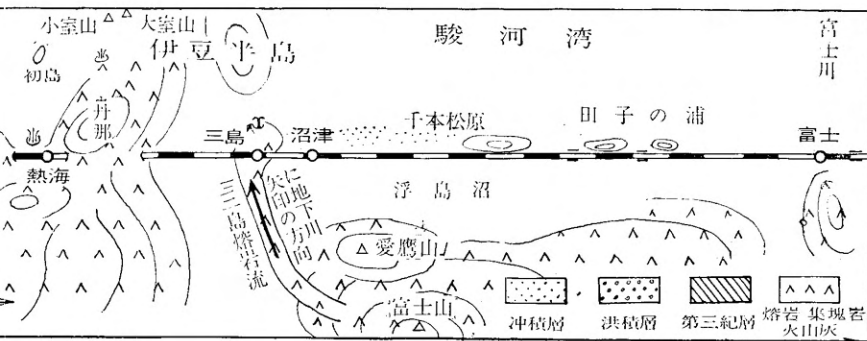 小室山
大室山
伊豆半島
駿河湾
富士川
初島
丹那
三島
沼津
千本松原
田子の浦
富士
熱海
三島熔岩流
矢印の方向
に地下川
浮島沼
愛鷹山
富士山
冲積層
洪積層
第三紀層
熔岩 集塊岩
火山灰